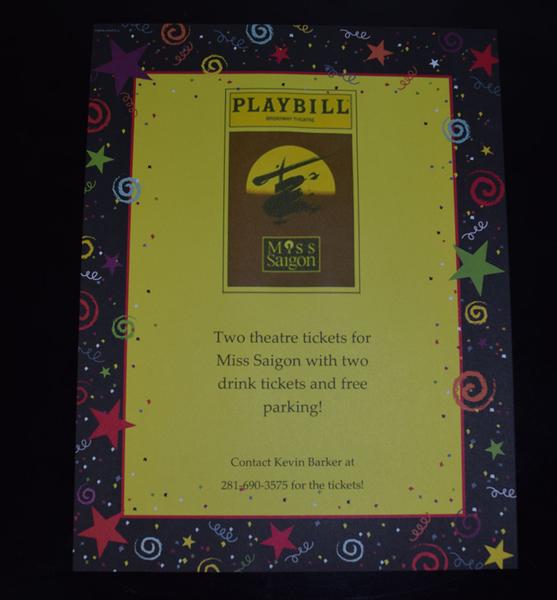 PLAYBILL
BROADWAY THEATRE
Miss
Saigon
Two theatre tickets for
Miss Saigon with two
drink tickets and free
parking!
Contact Kevin Barker at
281-690-3575 for the tickets!